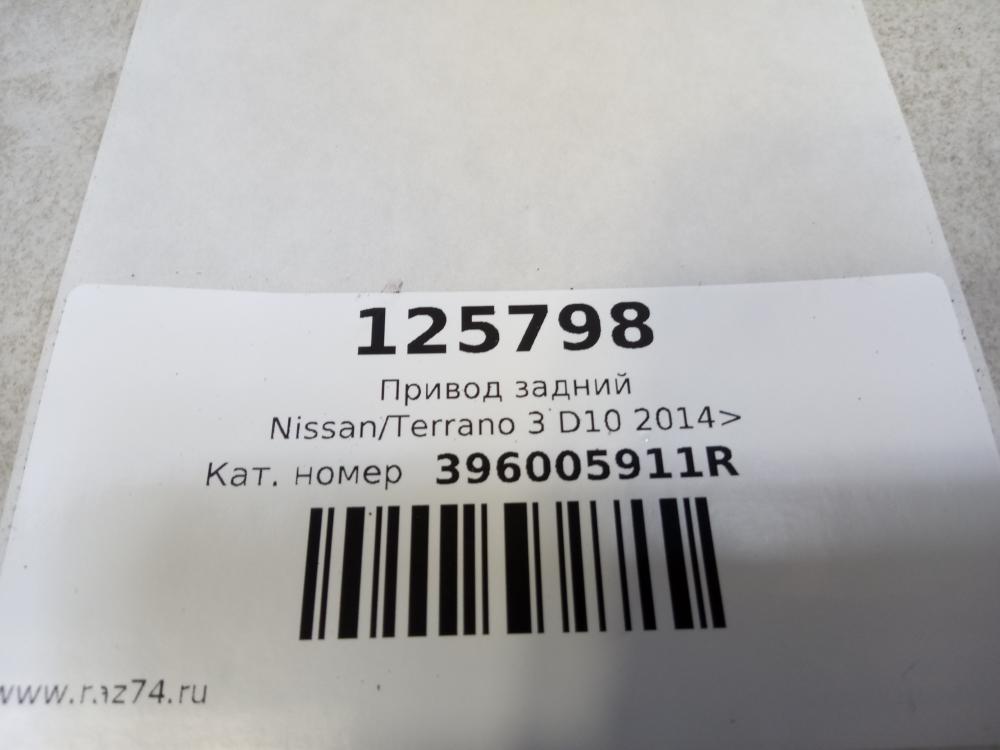 125798
Привод задний
Nissan/Terrano 3 D10 2014>
Кат. номер 396005911R
www.raz74.ru